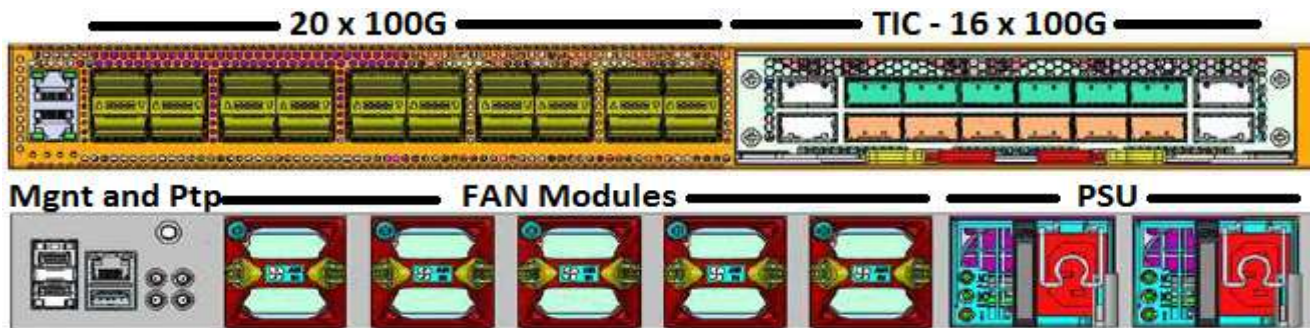 20 x 100G TIC - 16 x 100G
Mgnt and Ptp FAN Modules PSU